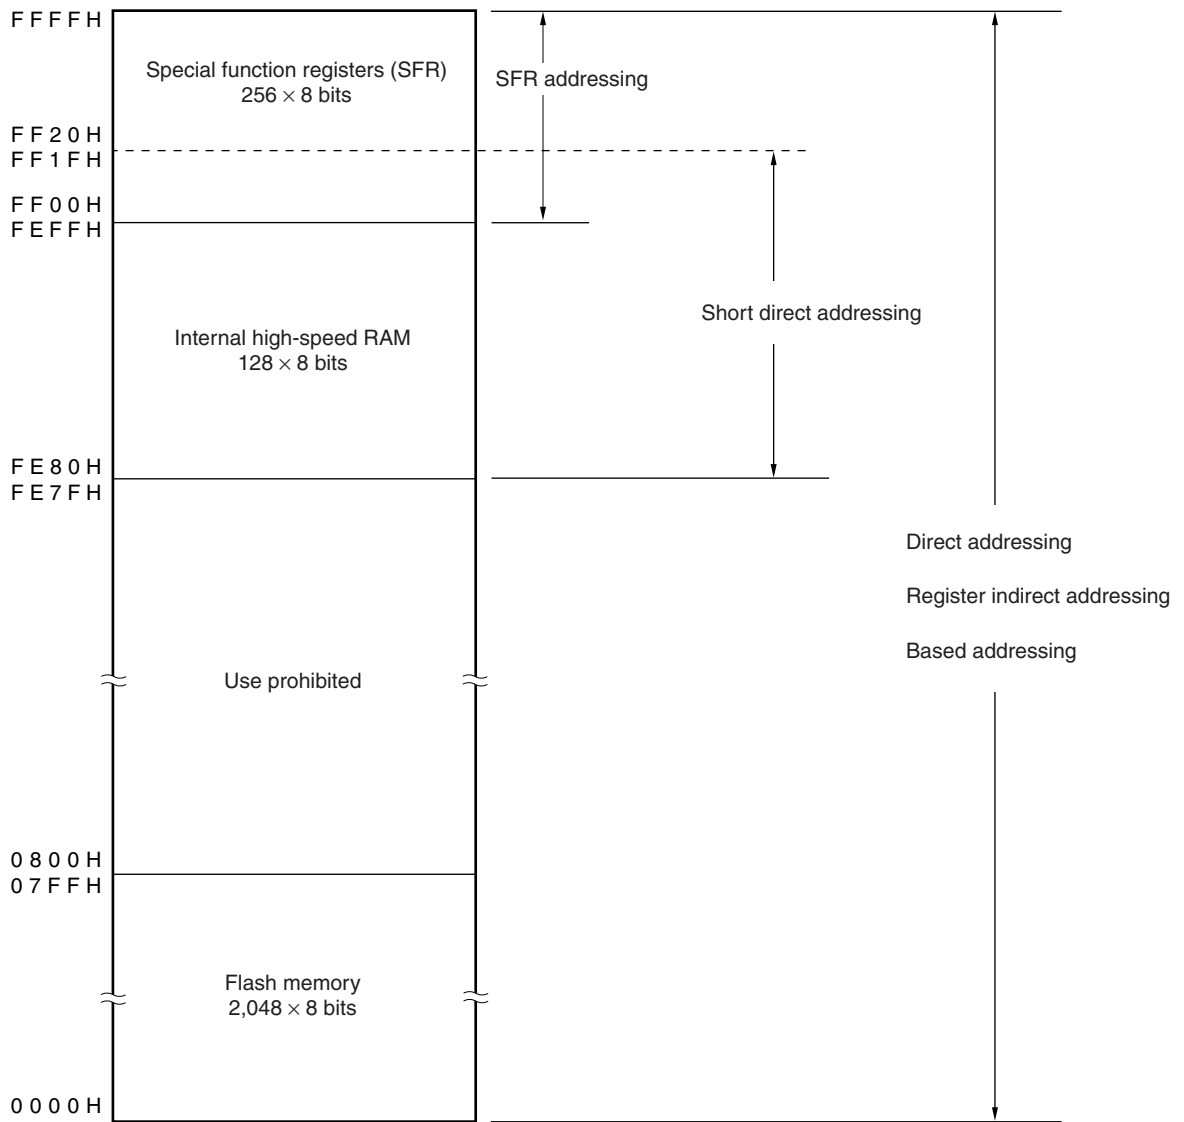 FFFFH
Special function registers (SFR)
256 × 8 bits
SFR addressing
FF20H
FF1FH
FF00H
FEFFH
Short direct addressing
Internal high-speed RAM
128 × 8 bits
FE80H
FE7FH
Direct addressing
Register indirect addressing
Based addressing
Use prohibited
0800H
07FFH
Flash memory
2,048 × 8 bits
0000H